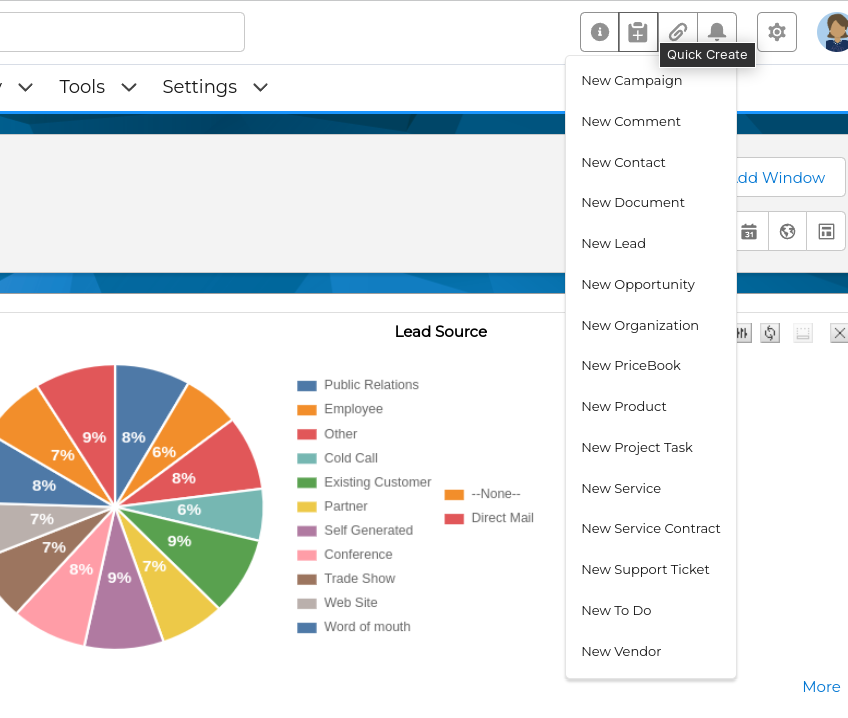 Quick Create
Tools
Settings
New Campaign
New Comment
New Contact
New Document
New Lead
New Opportunity
New Organization
New PriceBook
New Product
New Project Task
New Service
New Service Contract
New Support Ticket
New To Do
New Vendor
Window
31
Lead Source
Public Relations
Employee
Other
Cold Call
Existing Customer
Partner
Self Generated
Conference
Trade Show
Web Site
Word of mouth
--None--
Direct Mail
8%
6%
8%
6%
9%
7%
9%
8%
7%
7%
8%
7%
9%
More